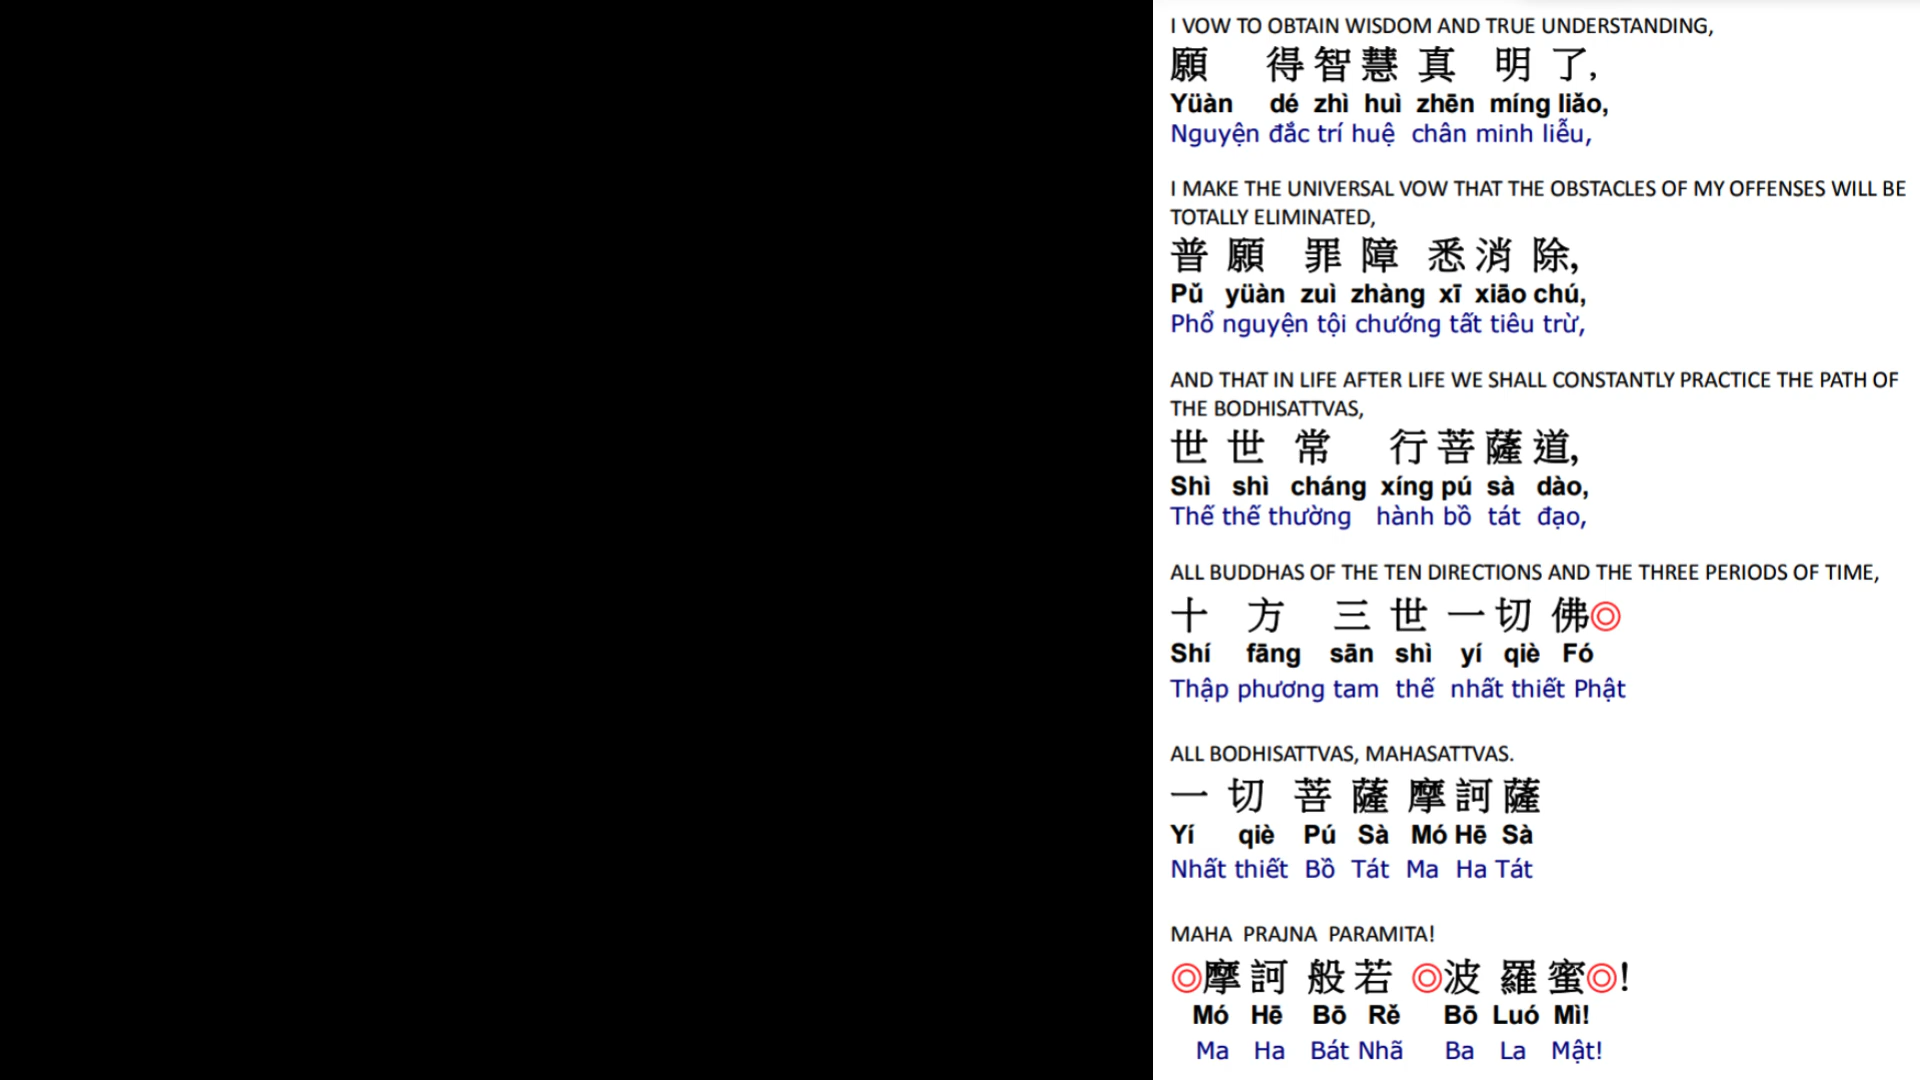 I VOW TO OBTAIN WISDOM AND TRUE UNDERSTANDING,
願 得 智 慧 真 明 了,
Yüàn dé zhì huì zhēn míng liǎo,
Nguyện đắc trí huệ chân minh liễu,
I MAKE THE UNIVERSAL VOW THAT THE OBSTACLES OF MY OFFENSES WILL BE
TOTALLY ELIMINATED,
普 願 罪 障 悉 消 除,
Pǔ yüàn zuì zhàng xī xiāo chú,
Phổ nguyện tội chướng tất tiêu trừ,
AND THAT IN LIFE AFTER LIFE WE SHALL CONSTANTLY PRACTICE THE PATH OF
THE BODHISATTVAS,
世 世 常 行 菩 薩 道,
Shì shì cháng xíng pú sà dào,
Thế thế thường hành bồ tát đạo,
ALL BUDDHAS OF THE TEN DIRECTIONS AND THE THREE PERIODS OF TIME,
十 方 三 世 一 切 佛◎
Shí fāng sān shì yí qiè Fó
Thập phương tam thế nhất thiết Phật
ALL BODHISATTVAS, MAHASATTVAS.
一 切 菩 薩 摩 訶 薩
Yí qiè Pú Sà Mó Hē Sà
Nhất thiết Bồ Tát Ma Ha Tát
MAHA PRAJNA PARAMITA!
◎摩 訶 般 若 ◎波 羅 蜜◎!
Mó Hē Bō Rě Bō Luó Mì!
Ma Ha Bát Nhã Ba La Mật!